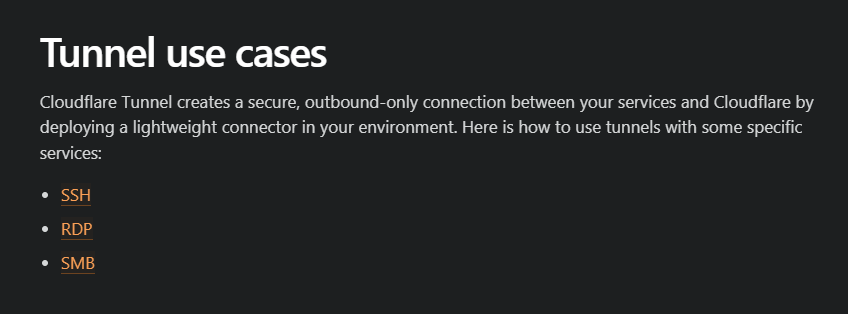 Tunnel use cases
Cloudflare Tunnel creates a secure, outbound-only connection between your services and Cloudflare by
deploying a lightweight connector in your environment. Here is how to use tunnels with some specific
services:
• SSH
• RDP
• SMB